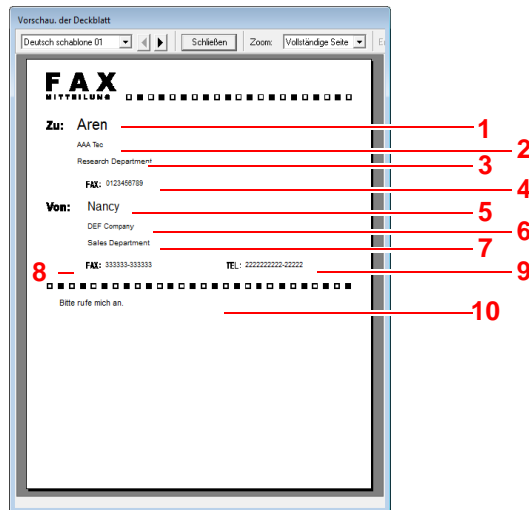 Vorschau. der Deckblatt
Deutsch schablone 01 Schließen Zoom: Vollständige Seite
FAX
MITTEILUNG
Zu: Aren 1
AAA Tec 2
Research Department 3
FAX: 0123456789 4
Von: Nancy 5
DEF Company 6
Sales Department 7
8 FAX: 333333-333333 TEL: 2222222222-22222 9
Bitte rufe mich an. 10